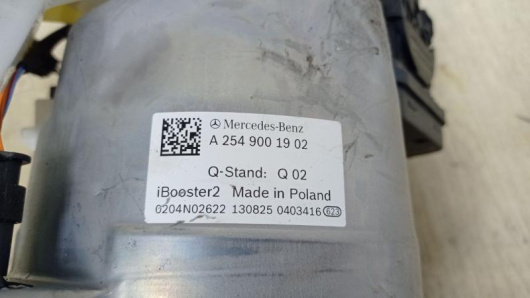 Mercedes-Benz
A 254 900 19 02
Q-Stand: Q 02
iBooster2 Made in Poland
0204N02622 130825 0403416 623